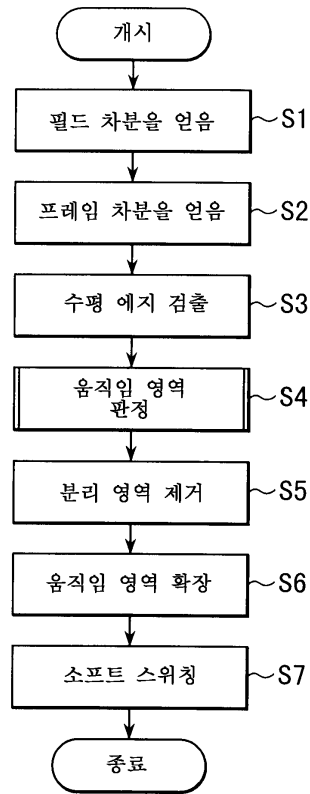 개시
필드 차분을 얻음 S1
프레임 차분을 얻음 S2
수평 에지 검출 S3
움직임 영역
판정 S4
분리 영역 제거 S5
움직임 영역 확장 S6
소프트 스위칭 S7
종료